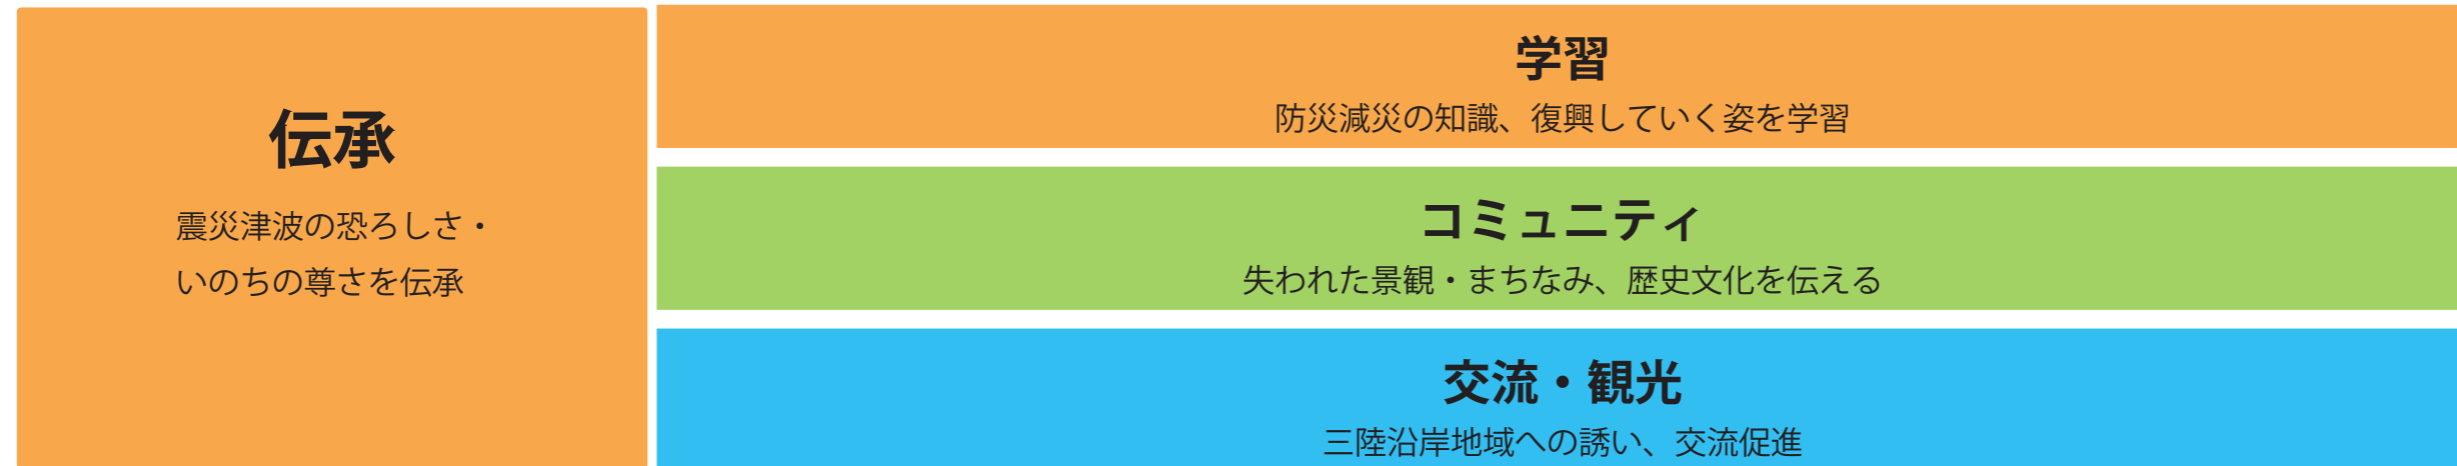 伝承
震災津波の恐ろしさ・
いのちの尊さを伝承
学習
防災減災の知識、復興していく姿を学習
コミュニティ
失われた景観・まちなみ、歴史文化を伝える
交流・観光
三陸沿岸地域への誘い、交流促進